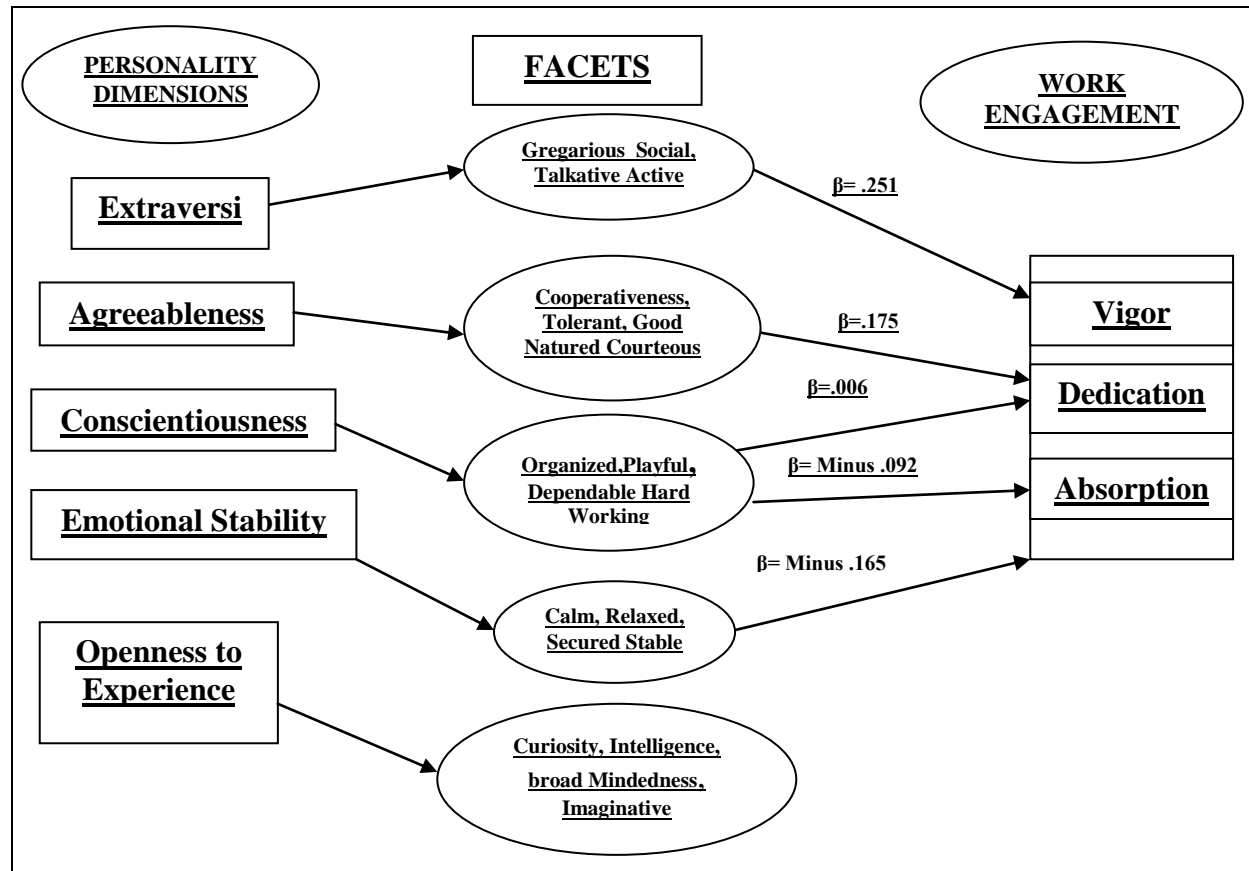 PERSONALITY
DIMENSIONS
FACETS
WORK
ENGAGEMENT
Extraversi
Gregarious Social,
Talkative Active
β= .251
Agreeableness
Cooperativeness,
Tolerant, Good
Natured Courteous
β=.175
Vigor
Conscientiousness
Organized,Playful,
Dependable Hard
Working
β=.006
Dedication
β= Minus .092
Absorption
Emotional Stability
Calm, Relaxed,
Secured Stable
β= Minus .165
Openness to
Experience
Curiosity, Intelligence,
broad Mindedness,
Imaginative